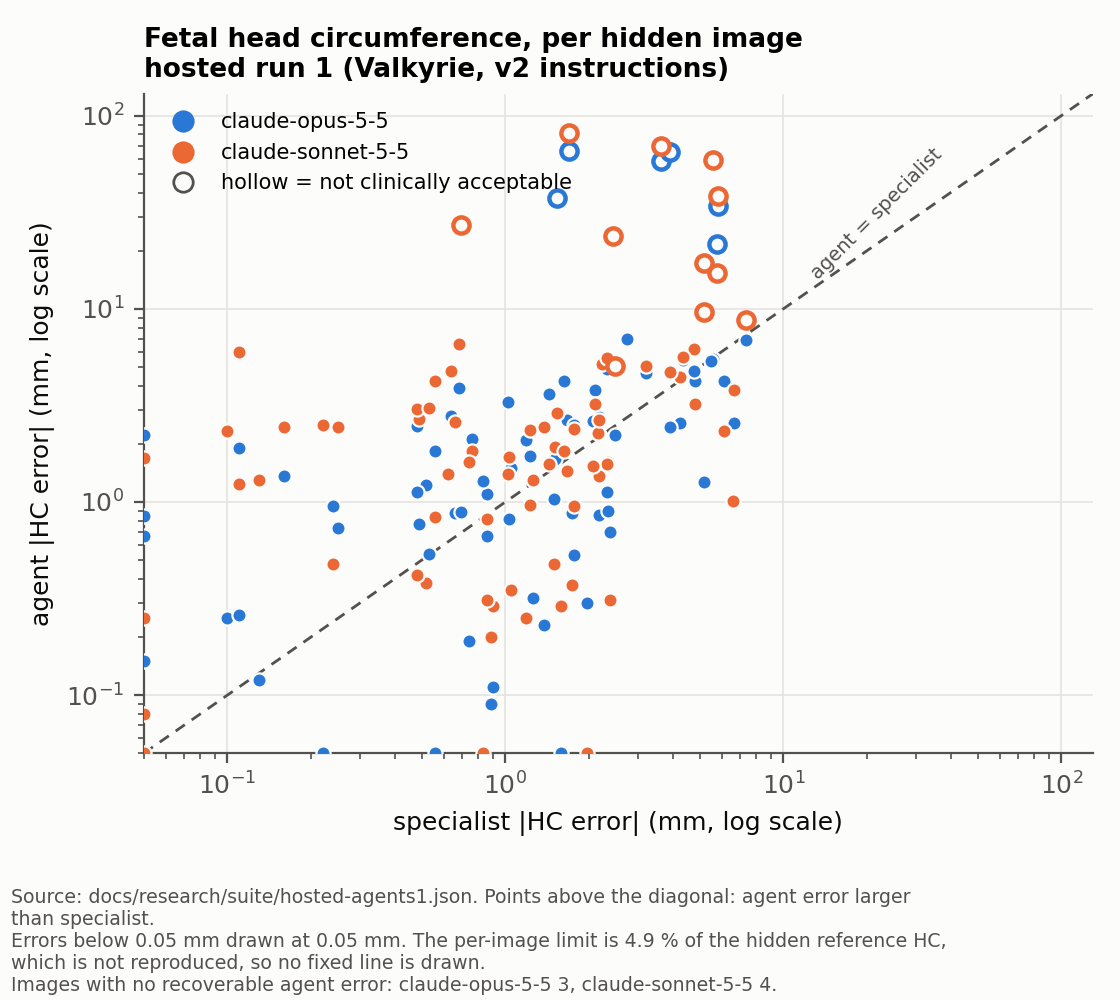 Fetal head circumference, per hidden image
hosted run 1 (Valkyrie, v2 instructions)
claude-opus-5-5
claude-sonnet-5-5
hollow = not clinically acceptable
agent = specialist
agent |HC error| (mm, log scale)
10²
10¹
10⁰
10⁻¹
10⁻¹ 10⁰ 10¹ 10²
specialist |HC error| (mm, log scale)
Source: docs/research/suite/hosted-agents1.json. Points above the diagonal: agent error larger
than specialist.
Errors below 0.05 mm drawn at 0.05 mm. The per-image limit is 4.9 % of the hidden reference HC,
which is not reproduced, so no fixed line is drawn.
Images with no recoverable agent error: claude-opus-5-5 3, claude-sonnet-5-5 4.